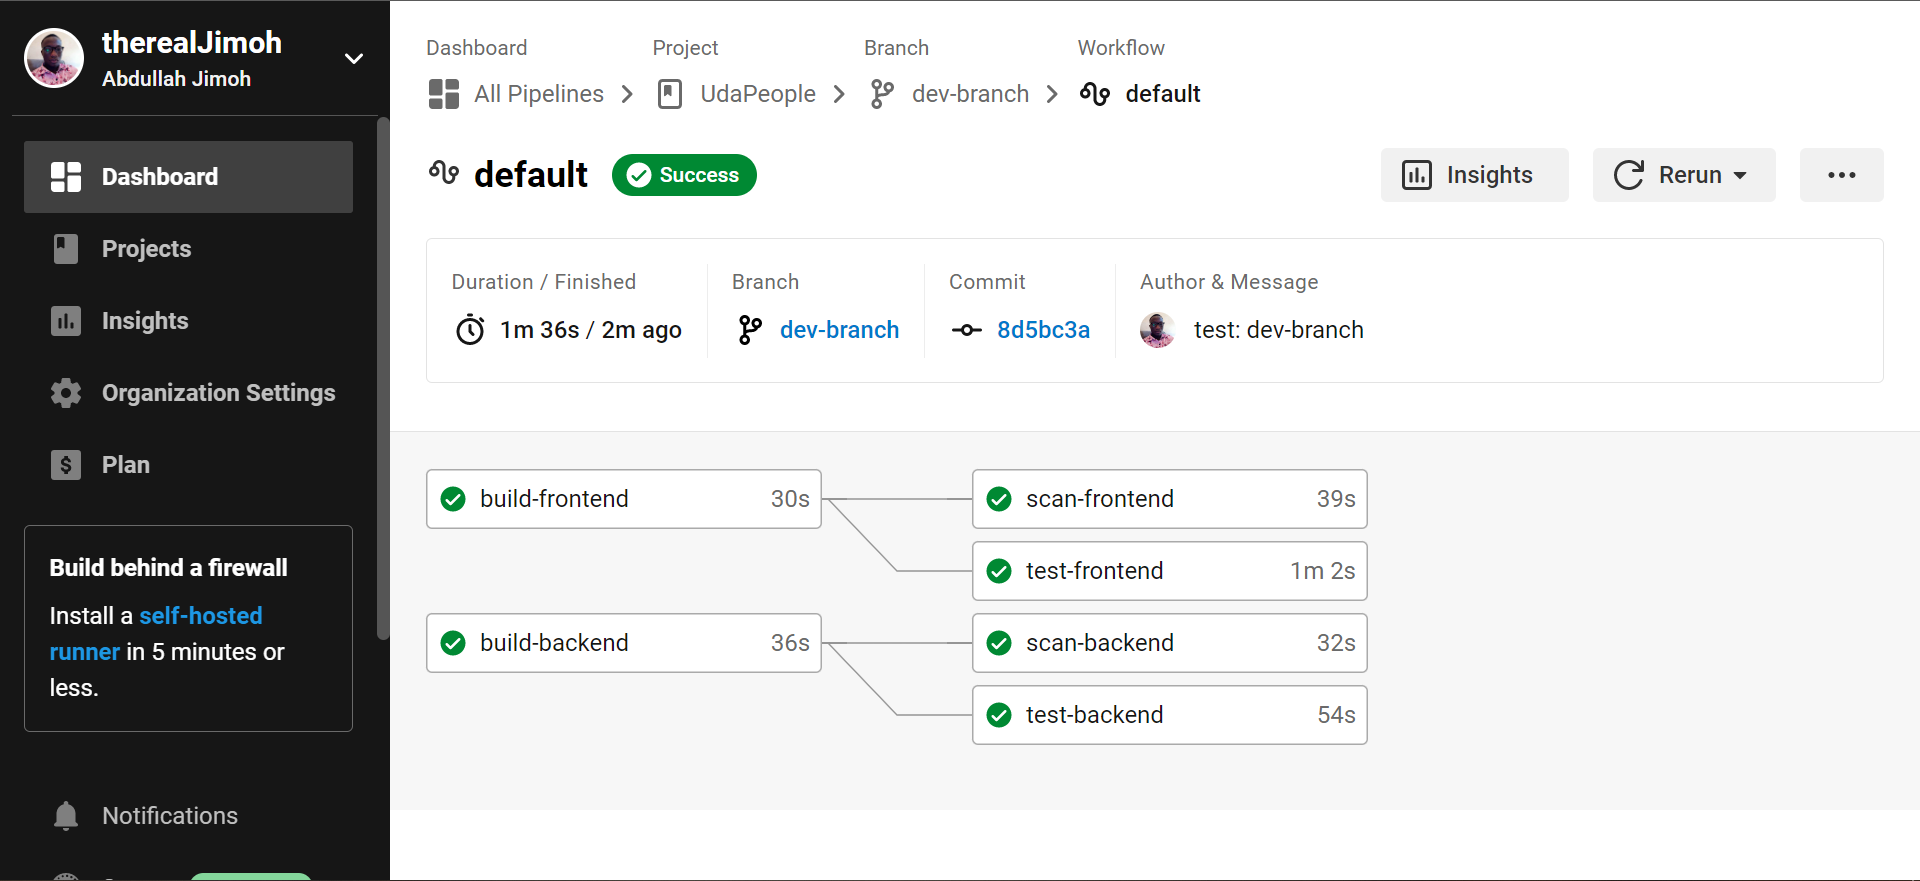 therealJimoh
Abdullah Jimoh
Dashboard
Projects
Insights
Organization Settings
Plan
Build behind a firewall
Install a self-hosted
runner in 5 minutes or
less.
Notifications
Dashboard Project Branch Workflow
All Pipelines UdaPeople dev-branch default
default Success Insights Rerun
Duration / Finished Branch Commit Author & Message
1m 36s / 2m ago dev-branch 8d5bc3a test: dev-branch
build-frontend 30s scan-frontend 39s
test-frontend 1m 2s
build-backend 36s scan-backend 32s
test-backend 54s